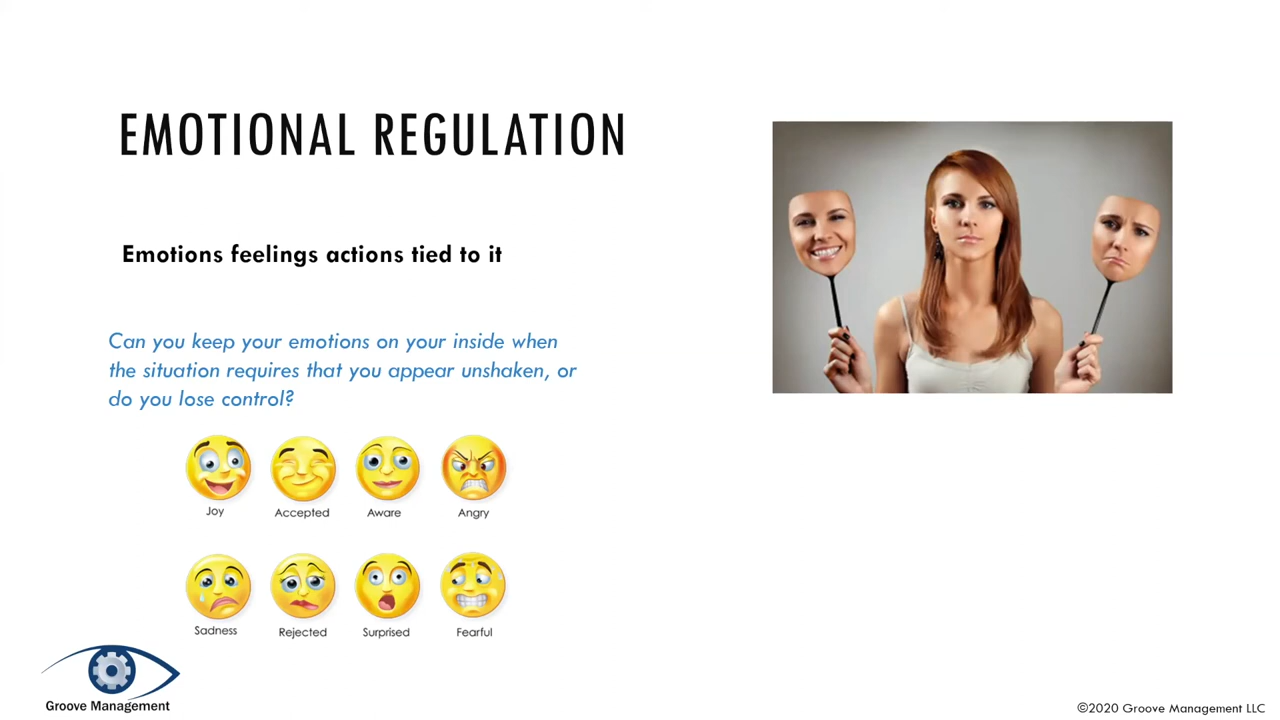 EMOTIONAL REGULATION
Emotions feelings actions tied to it
Can you keep your emotions on your inside when
the situation requires that you appear unshaken, or
do you lose control?
Joy
Accepted
Aware
Angry
Sadness
Rejected
Surprised
Fearful
Groove Management
©2020 Groove Management LLC